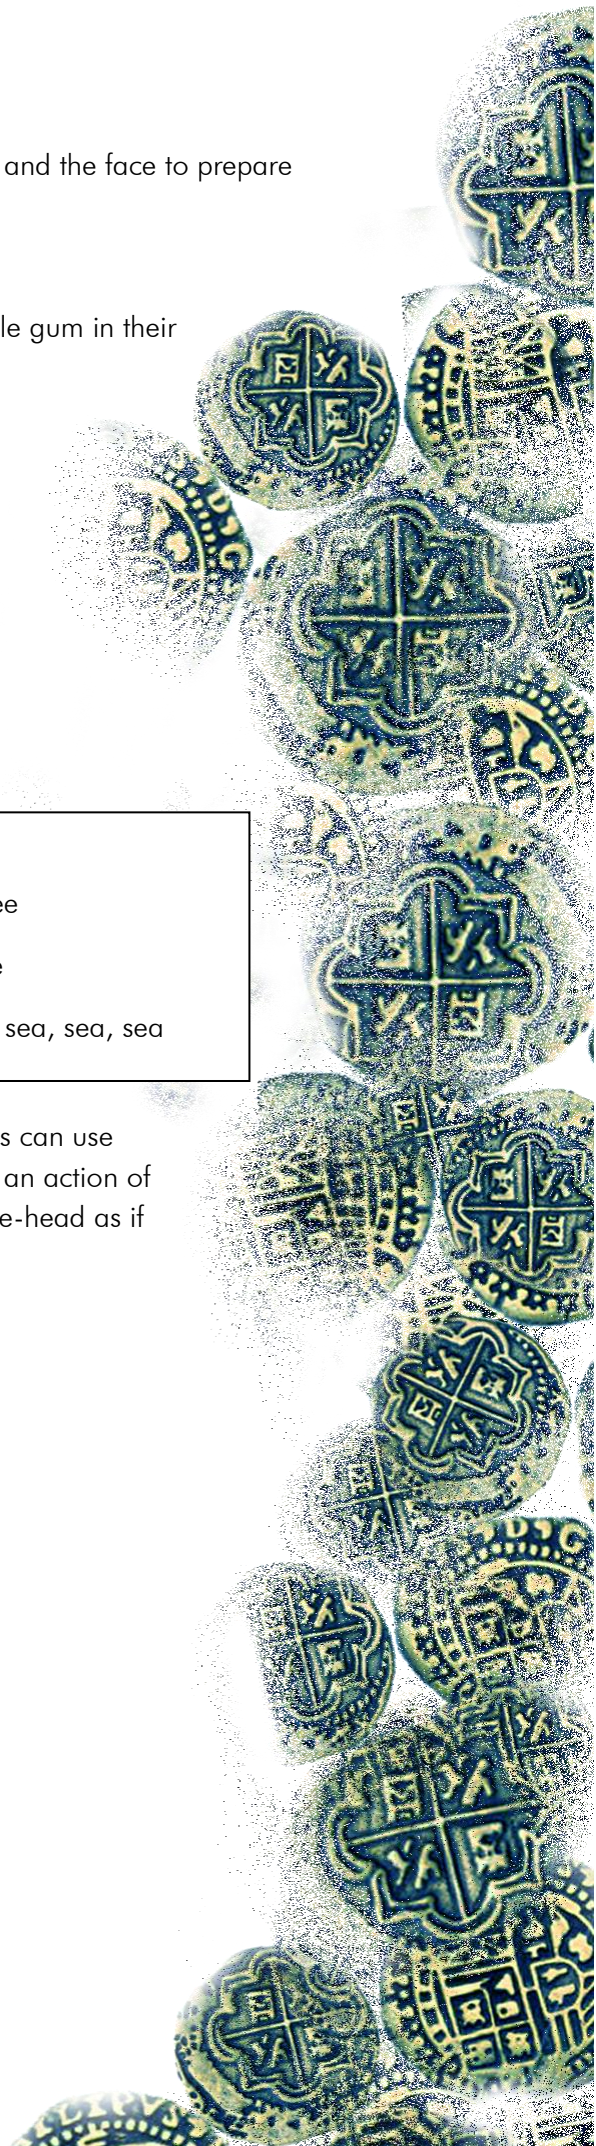 and the face to prepare
le gum in their
ee
e
sea, sea, sea
s can use
an action of
e-head as if